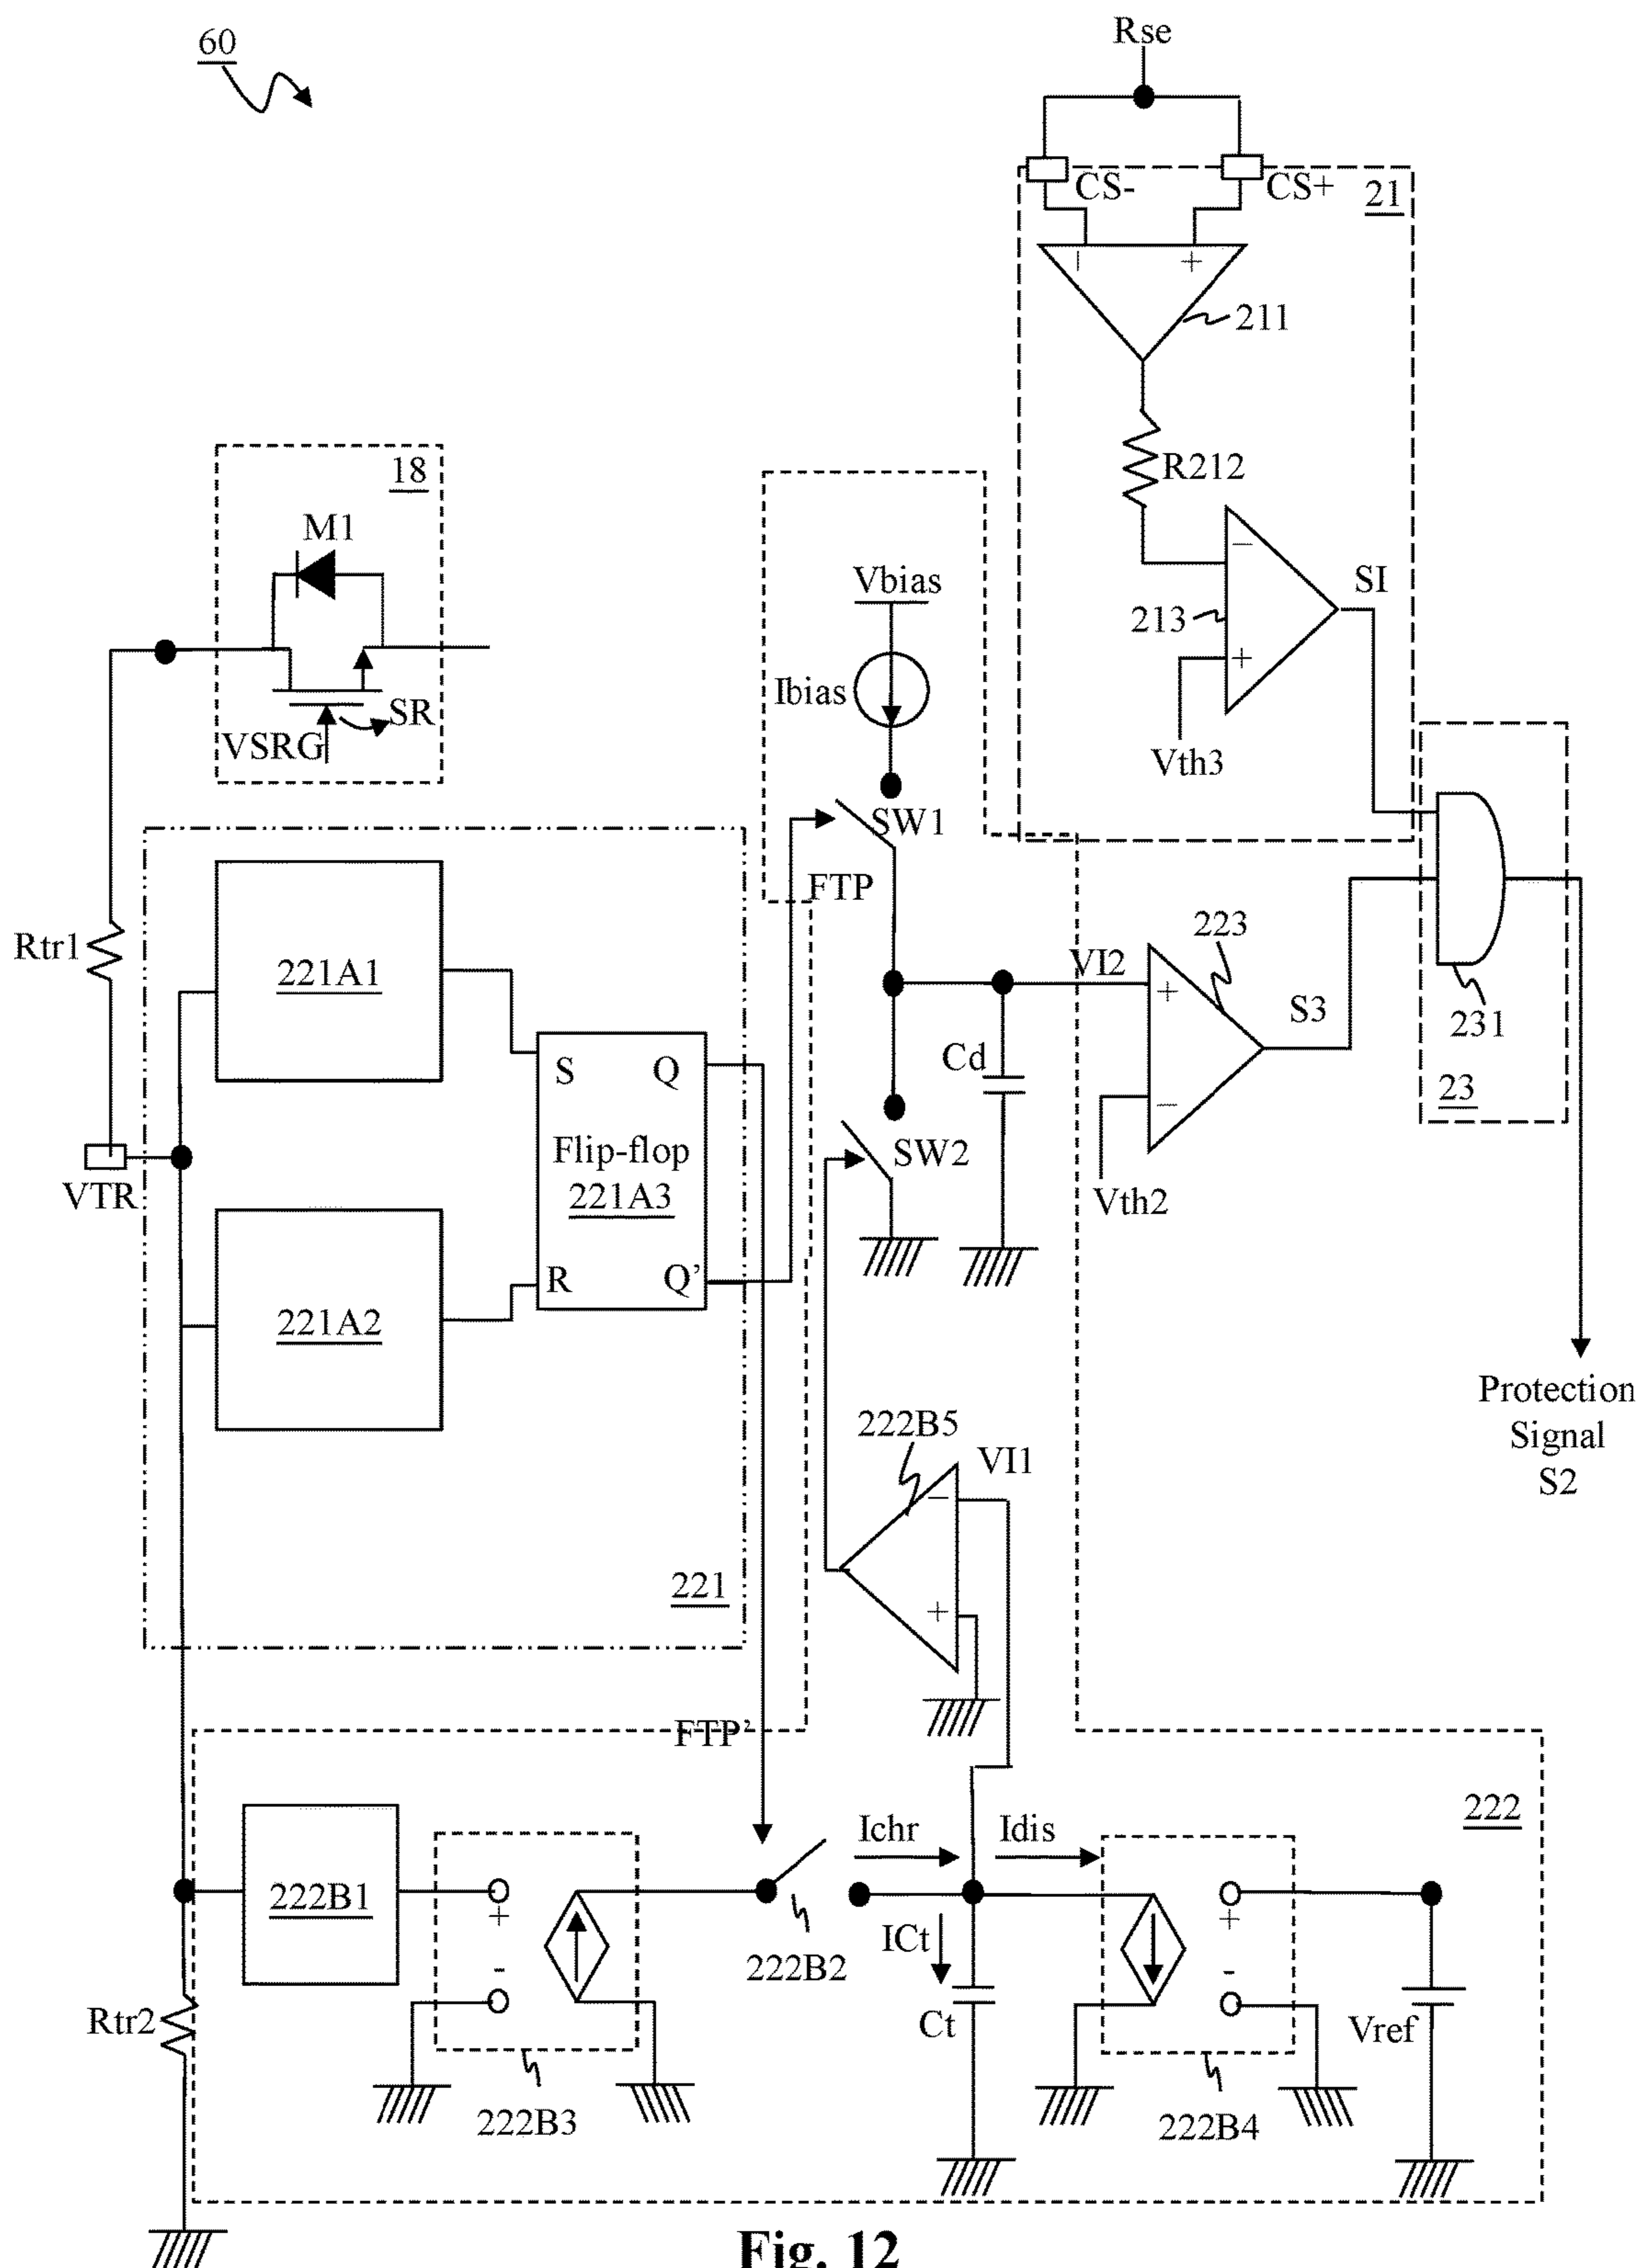 60
Rse
CS-
CS+
21
-
+
211
R212
18
M1
SR
VSRG
Vbias
Ibias
-
SI
213
+
Vth3
SW1
FTP
Rtr1
221A1
S
Q
Flip-flop
221A3
R
Q’
VTR
221A2
221
VI2
223
+
S3
-
Vth2
Cd
SW2
231
23
Protection
Signal
S2
222B5
VI1
-
+
FTP’
222
Ichr
Idis
222B1
+
-
222B3
222B2
ICt
Ct
+
-
222B4
Vref
Rtr2
Fig. 12